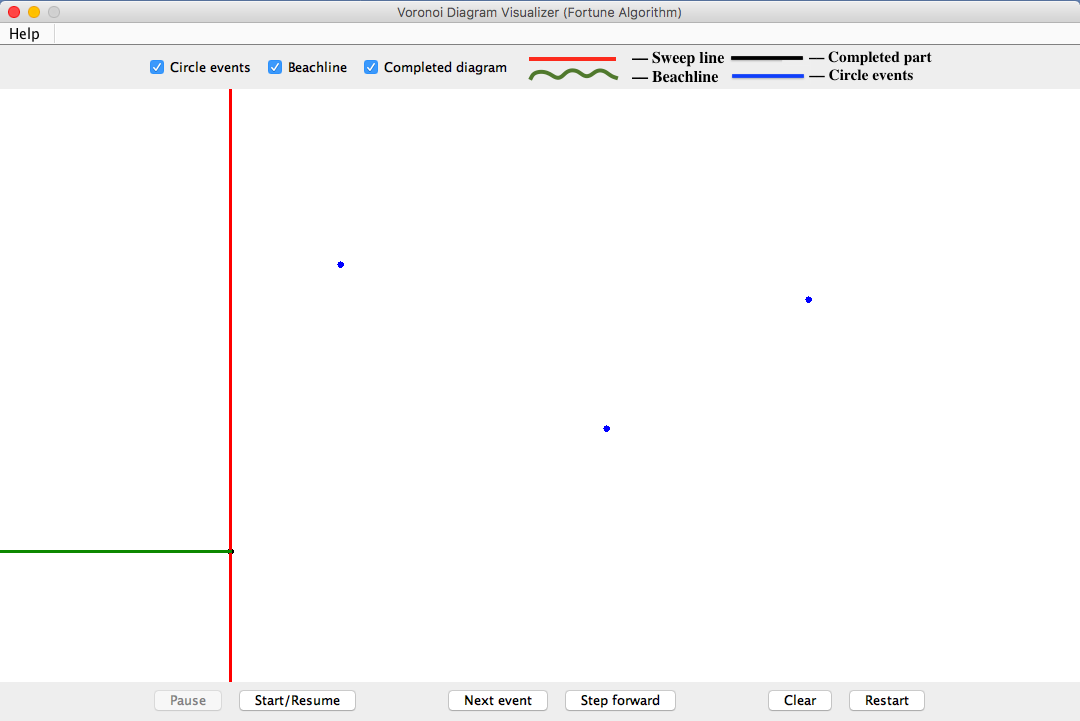 Voronoi Diagram Visualizer (Fortune Algorithm)
Help
Circle events Beachline Completed diagram — Sweep line — Completed part
— Beachline — Circle events
Pause Start/Resume Next event Step forward Clear Restart